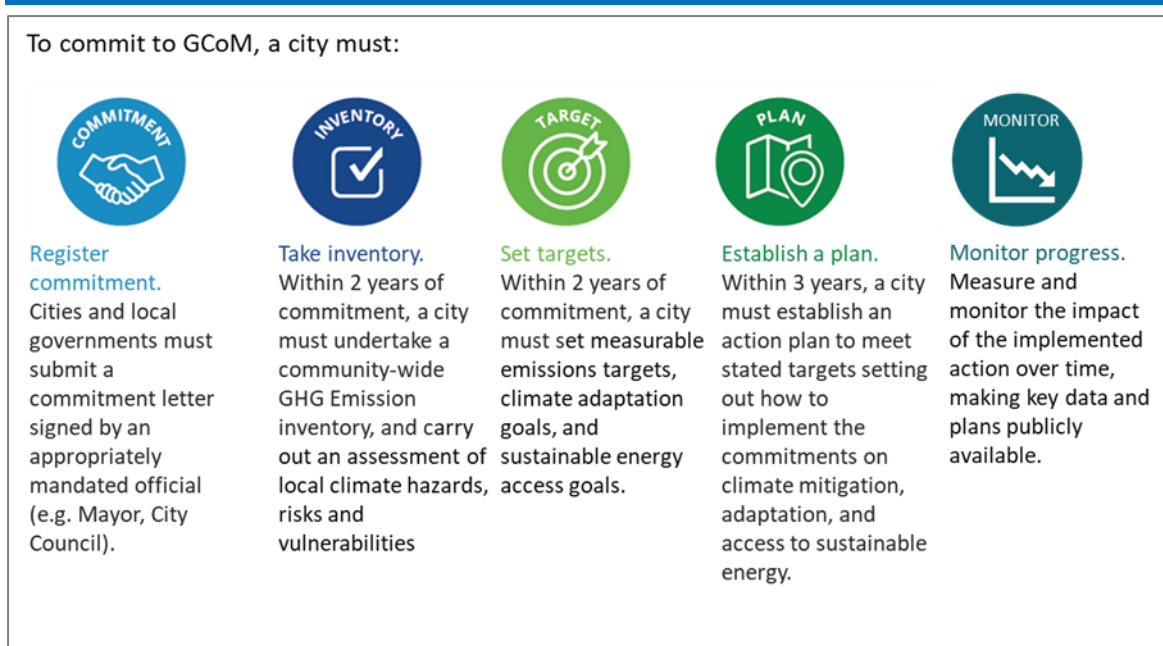 To commit to GCoM, a city must:
COMMITMENT
Register
commitment.
Cities and local
governments must
submit a
commitment letter
signed by an
appropriately
mandated official
(e.g. Mayor, City
Council).
INVENTORY
Take inventory.
Within 2 years of
commitment, a city
must undertake a
community-wide
GHG Emission
inventory, and carry
out an assessment of
local climate hazards,
risks and
vulnerabilities
TARGET
Set targets.
Within 2 years of
commitment, a city
must set measurable
emissions targets,
climate adaptation
goals, and
sustainable energy
access goals.
PLAN
Establish a plan.
Within 3 years, a city
must establish an
action plan to meet
stated targets setting
out how to
implement the
commitments on
climate mitigation,
adaptation, and
access to sustainable
energy.
MONITOR
Monitor progress.
Measure and
monitor the impact
of the implemented
action over time,
making key data and
plans publicly
available.